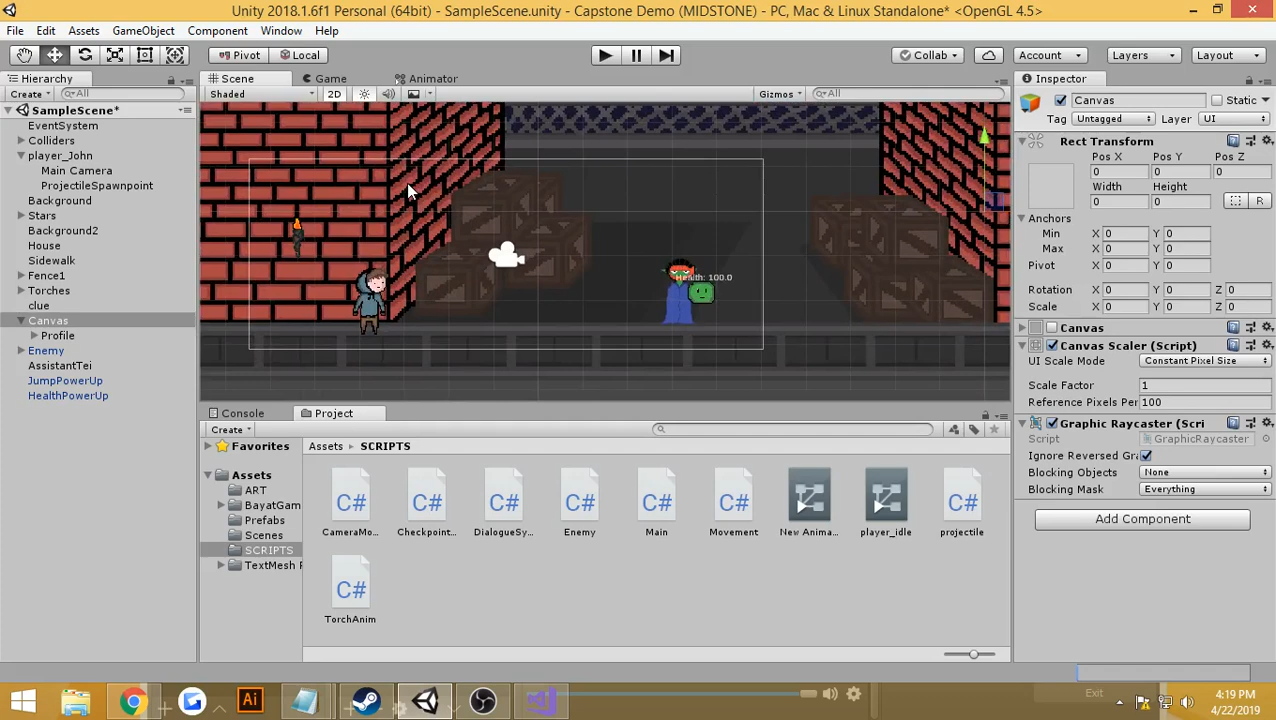 Unity 2018.1.6f1 Personal (64bit) - SampleScene.unity - Capstone Demo (MIDSTONE) - PC, Mac & Linux Standalone* <OpenGL 4.5>
File Edit Assets GameObject Component Window Help
Pivot Local Collab Account Layers Layout
Hierarchy Scene Game Animator Inspector
Create All Shaded 2D Gizmos All Canvas Static
SampleScene* Tag Untagged Layer UI
EventSystem
Colliders Rect Transform
player_John Pos X Pos Y Pos Z
Main Camera 0 0 0
ProjectileSpawnpoint Width Height
Background 0 0 R
Stars Anchors
Background2 Min X 0 Y 0
House Max X 0 Y 0
Sidewalk Pivot X 0 Y 0
Fence1 Health: 100.0
Torches Rotation X 0 Y 0 Z 0
clue Scale X 0 Y 0 Z 0
Canvas Canvas
Profile Canvas Scaler (Script)
Enemy UI Scale Mode Constant Pixel Size
AssistantTei
JumpPowerUp Scale Factor 1
HealthPowerUp Reference Pixels Per 100
Console Project Graphic Raycaster (Scri
Create Script GraphicRaycaster
Favorites Assets SCRIPTS Ignore Reversed Gra
Assets Blocking Objects None
ART Blocking Mask Everything
BayatGam
Prefabs Add Component
Scenes
SCRIPTS
TextMesh F
C# C# C# C# C# C# C#
CameraMo... Checkpoint... DialogueSy... Enemy Main Movement New Anima... player_idle projectile
C#
TorchAnim
Exit
Ai 4:19 PM
4/22/2019